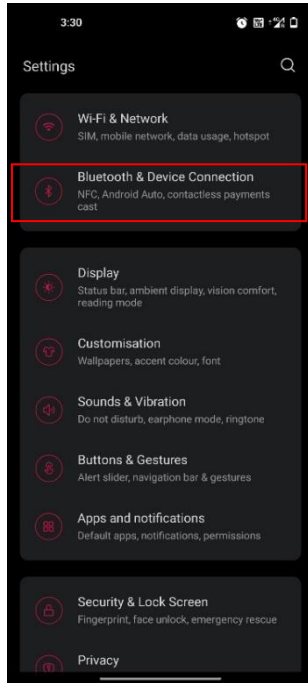 3:30
Settings
Wi-Fi & Network
SIM, mobile network, data usage, hotspot
Bluetooth & Device Connection
NFC, Android Auto, contactless payments
cast
Display
Status bar, ambient display, vision comfort,
reading mode
Customisation
Wallpapers, accent colour, font
Sounds & Vibration
Do not disturb, earphone mode, ringtone
Buttons & Gestures
Alert slider, navigation bar & gestures
Apps and notifications
Default apps, notifications, permissions
Security & Lock Screen
Fingerprint, face unlock, emergency rescue
Privacy